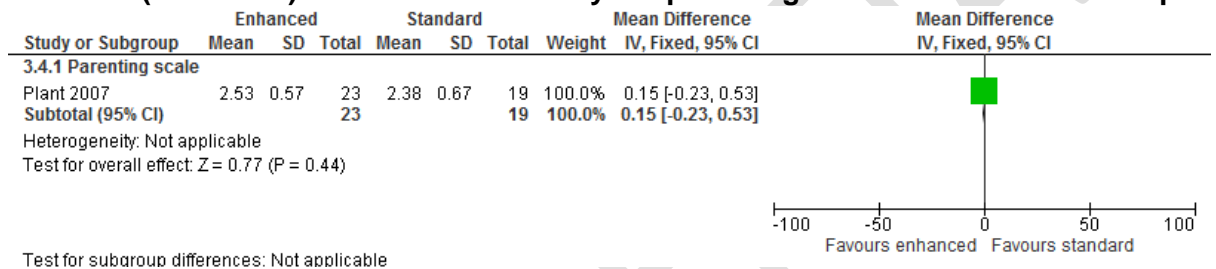 Enhanced Standard Mean Difference Mean Difference
Study or Subgroup Mean SD Total Mean SD Total Weight IV, Fixed, 95% CI IV, Fixed, 95% CI
3.4.1 Parenting scale
Plant 2007 2.53 0.57 23 2.38 0.67 19 100.0% 0.15 [-0.23, 0.53]
Subtotal (95% CI) 23 19 100.0% 0.15 [-0.23, 0.53]
Heterogeneity: Not applicable
Test for overall effect: Z = 0.77 (P = 0.44)
-100 -50 0 50 100
Favours enhanced Favours standard
Test for subgroup differences: Not applicable